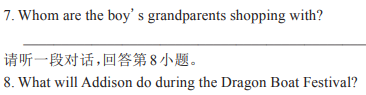 7. Whom are the boy's grandparents shopping with?
请听一段对话,回答第8小题。
8. What will Addison do during the Dragon Boat Festival?